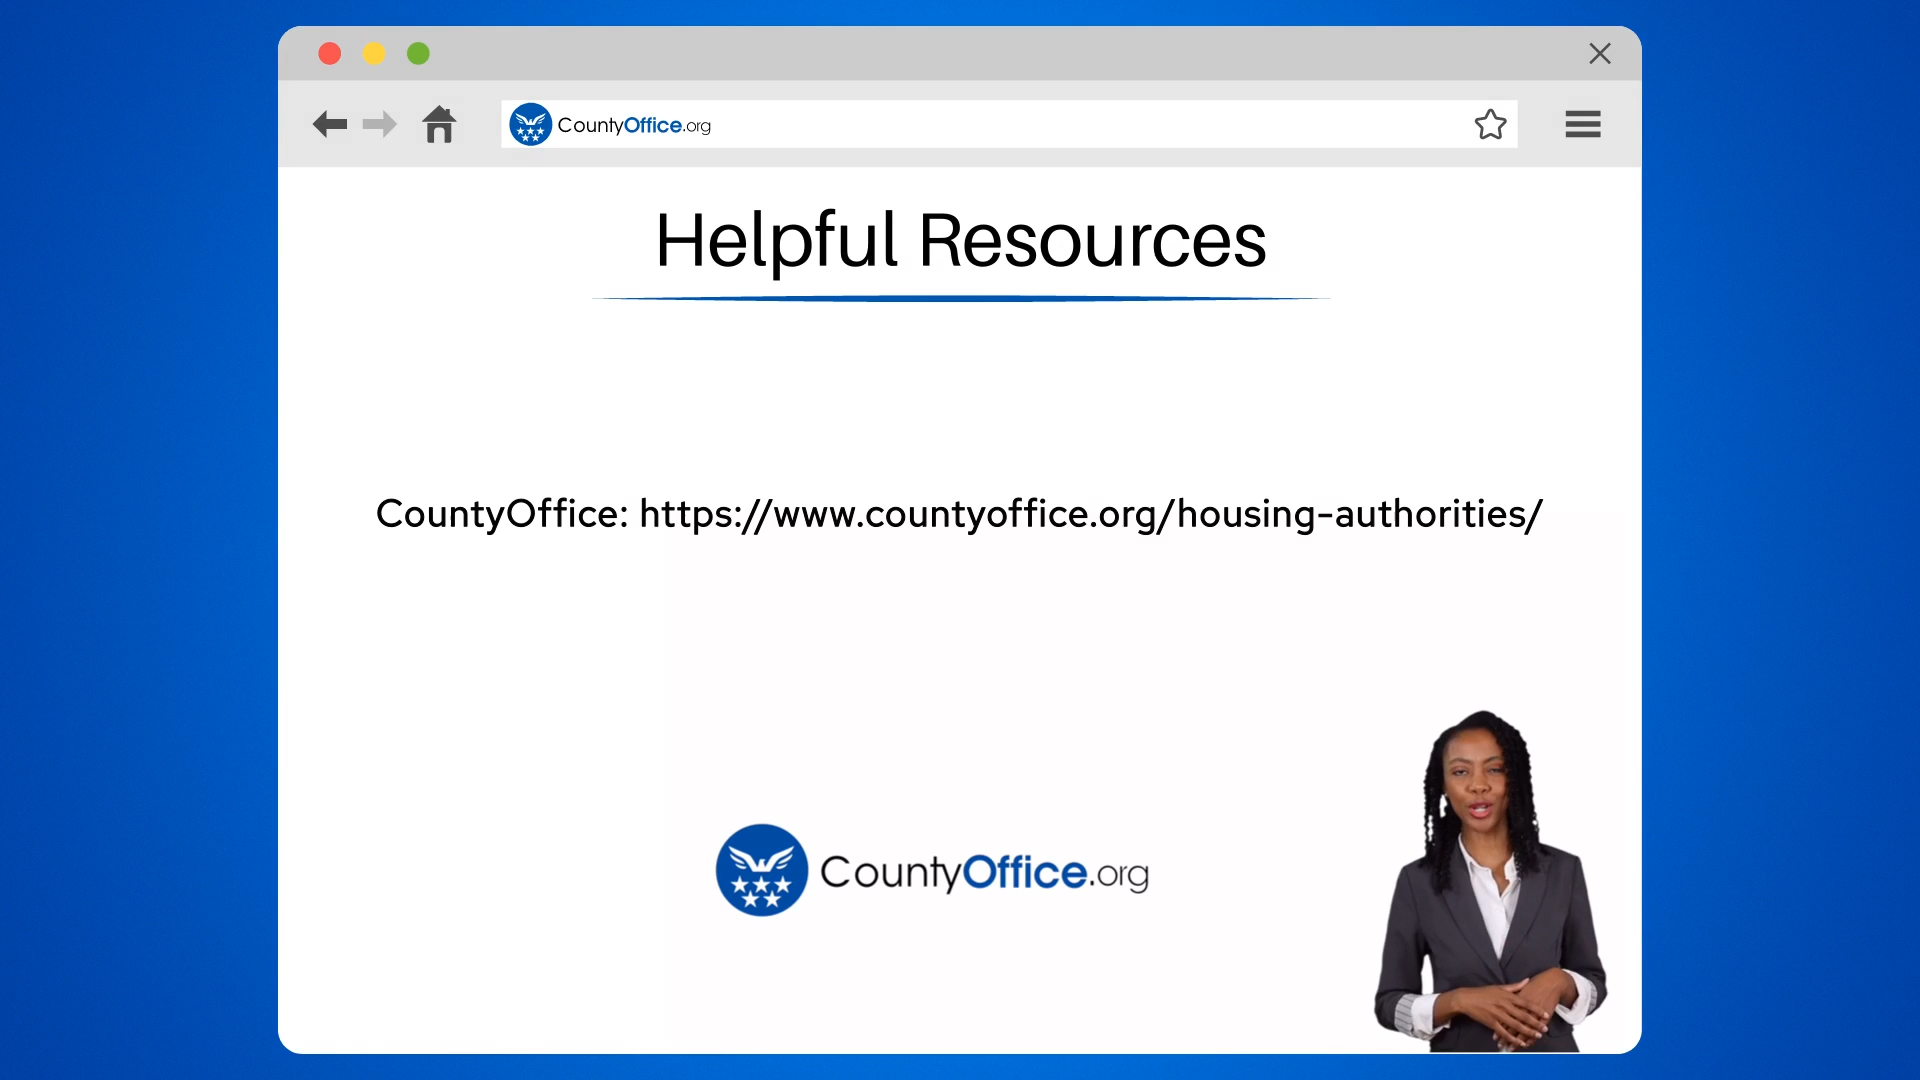 CountyOffice.org
Helpful Resources
CountyOffice: https://www.countyoffice.org/housing-authorities/
CountyOffice.org